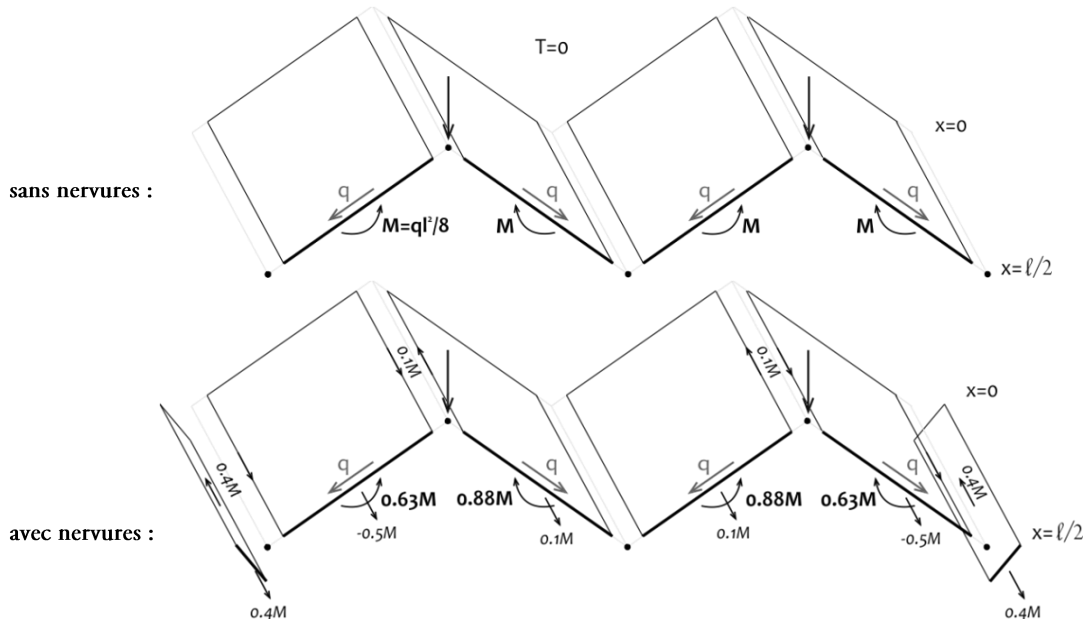 T=0
x=0
sans nervures :
q q q q
M=ql²/8 M M M
x=ℓ/2
0.1M 0.1M
x=0
0.4M q q q q 0.4M
0.63M 0.88M 0.88M 0.63M
avec nervures :
-0.5M 0.1M 0.1M -0.5M
x=ℓ/2
0.4M 0.4M